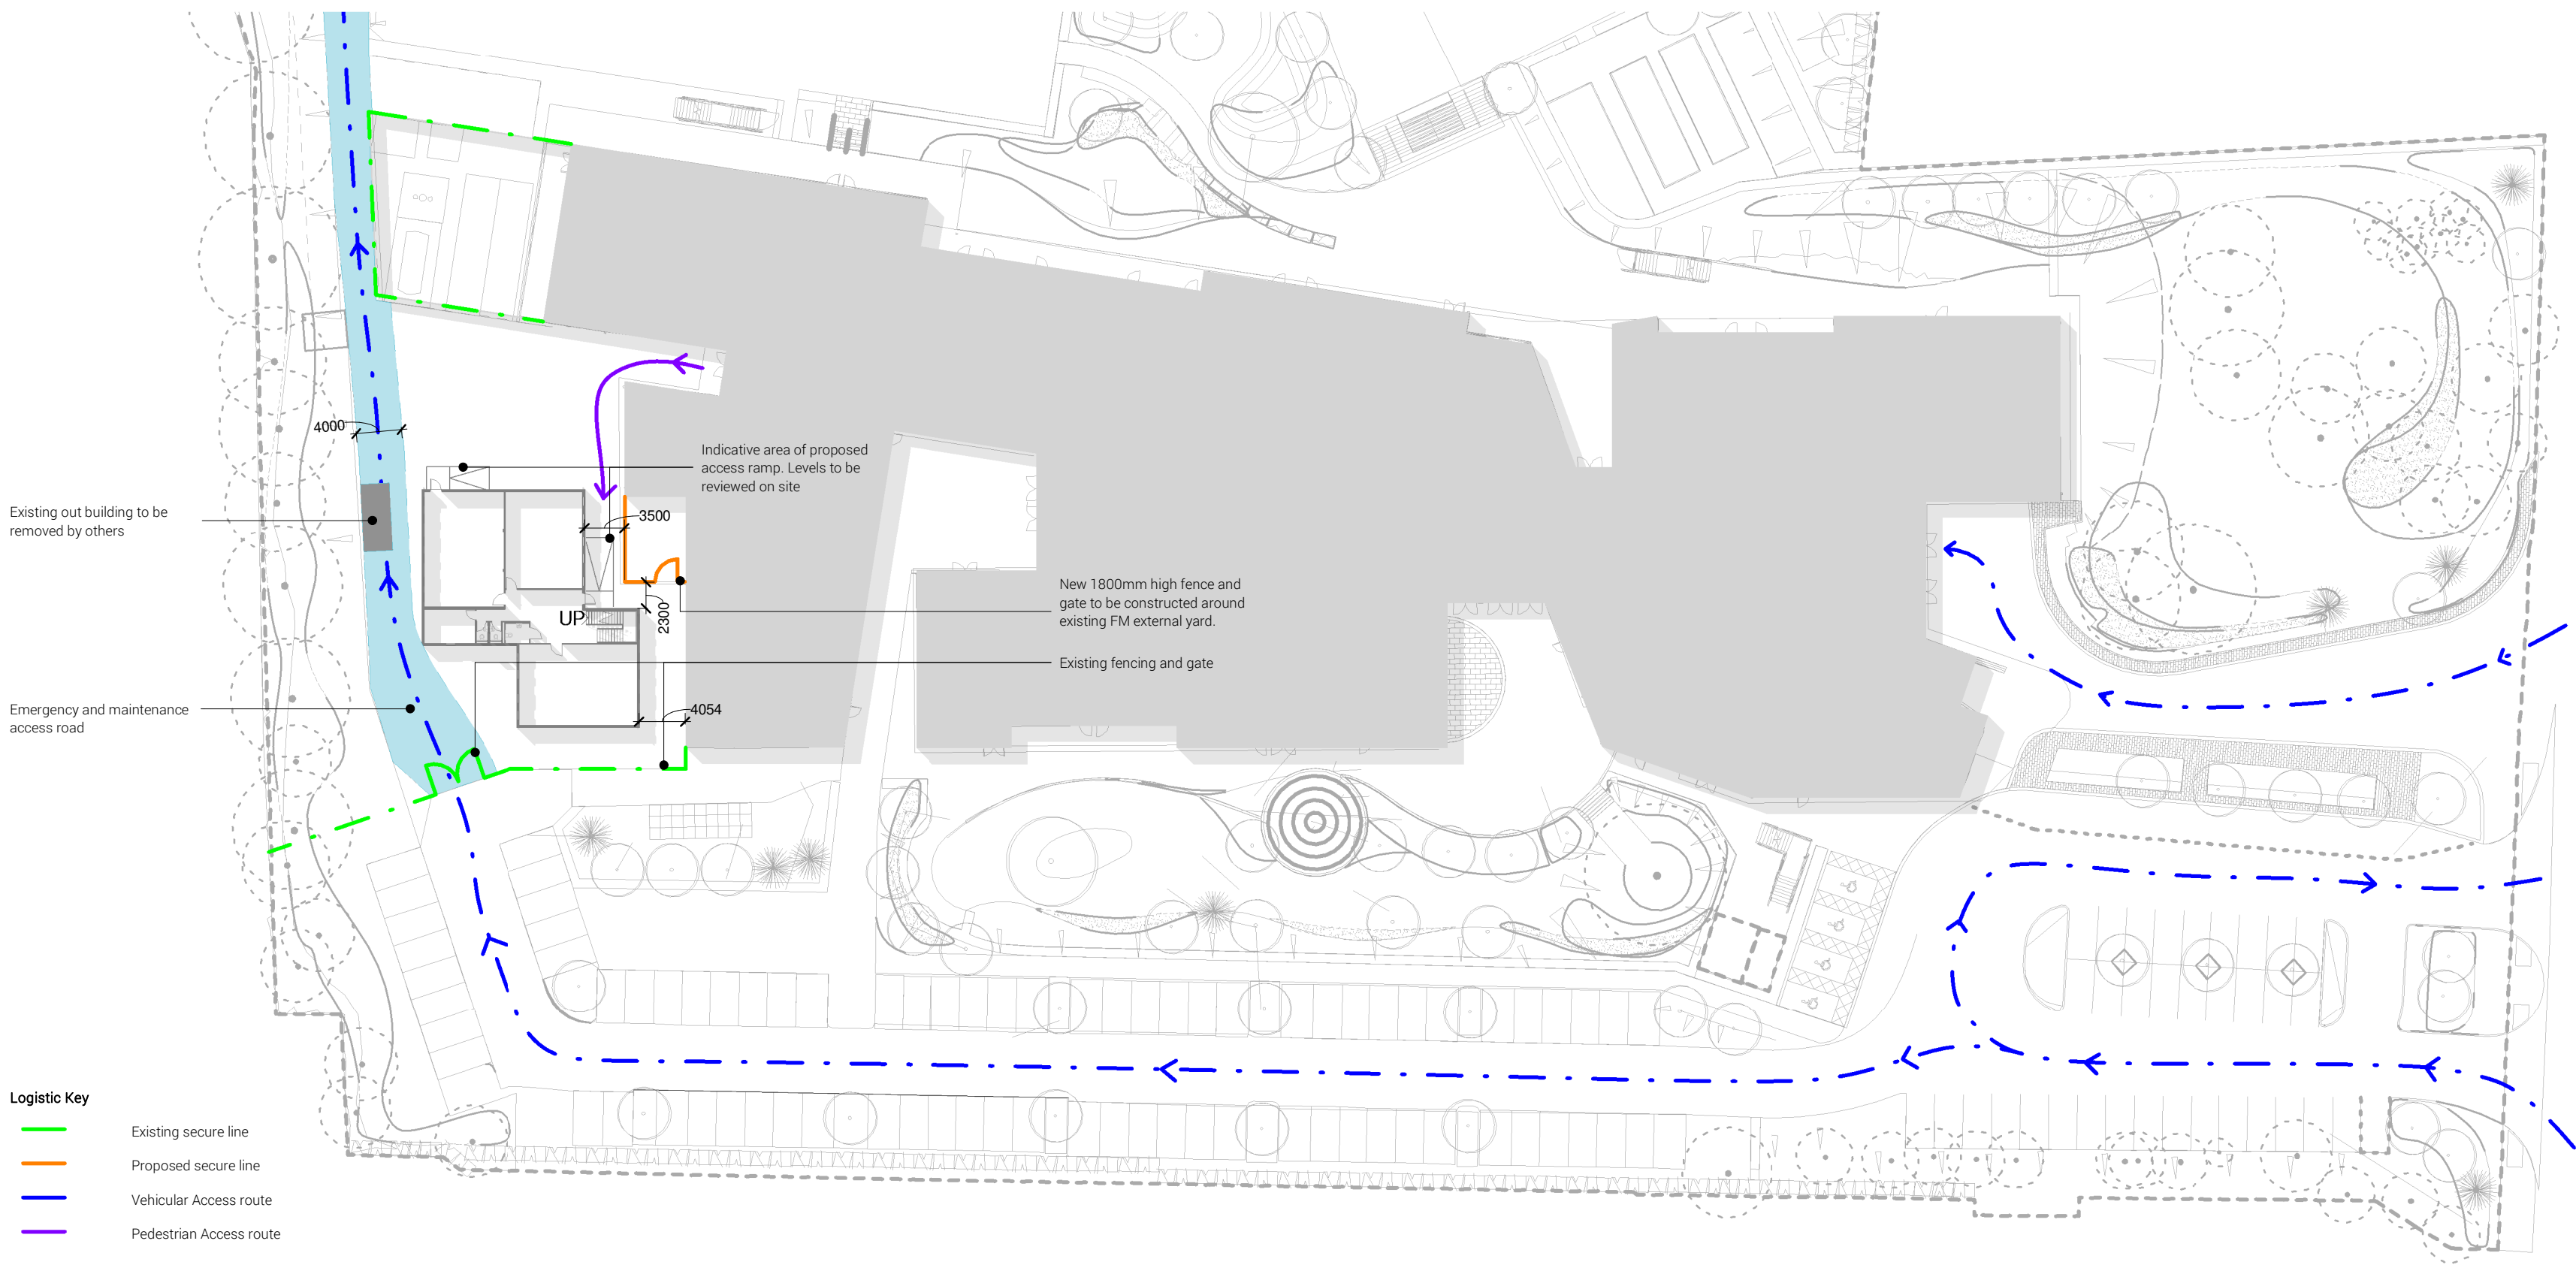 4000
Indicative area of proposed
access ramp. Levels to be
reviewed on site
Existing out building to be
removed by others
3500
New 1800mm high fence and
gate to be constructed around
existing FM external yard.
UP
2300
Existing fencing and gate
Emergency and maintenance
access road
4054
Logistic Key
Existing secure line
Proposed secure line
Vehicular Access route
Pedestrian Access route